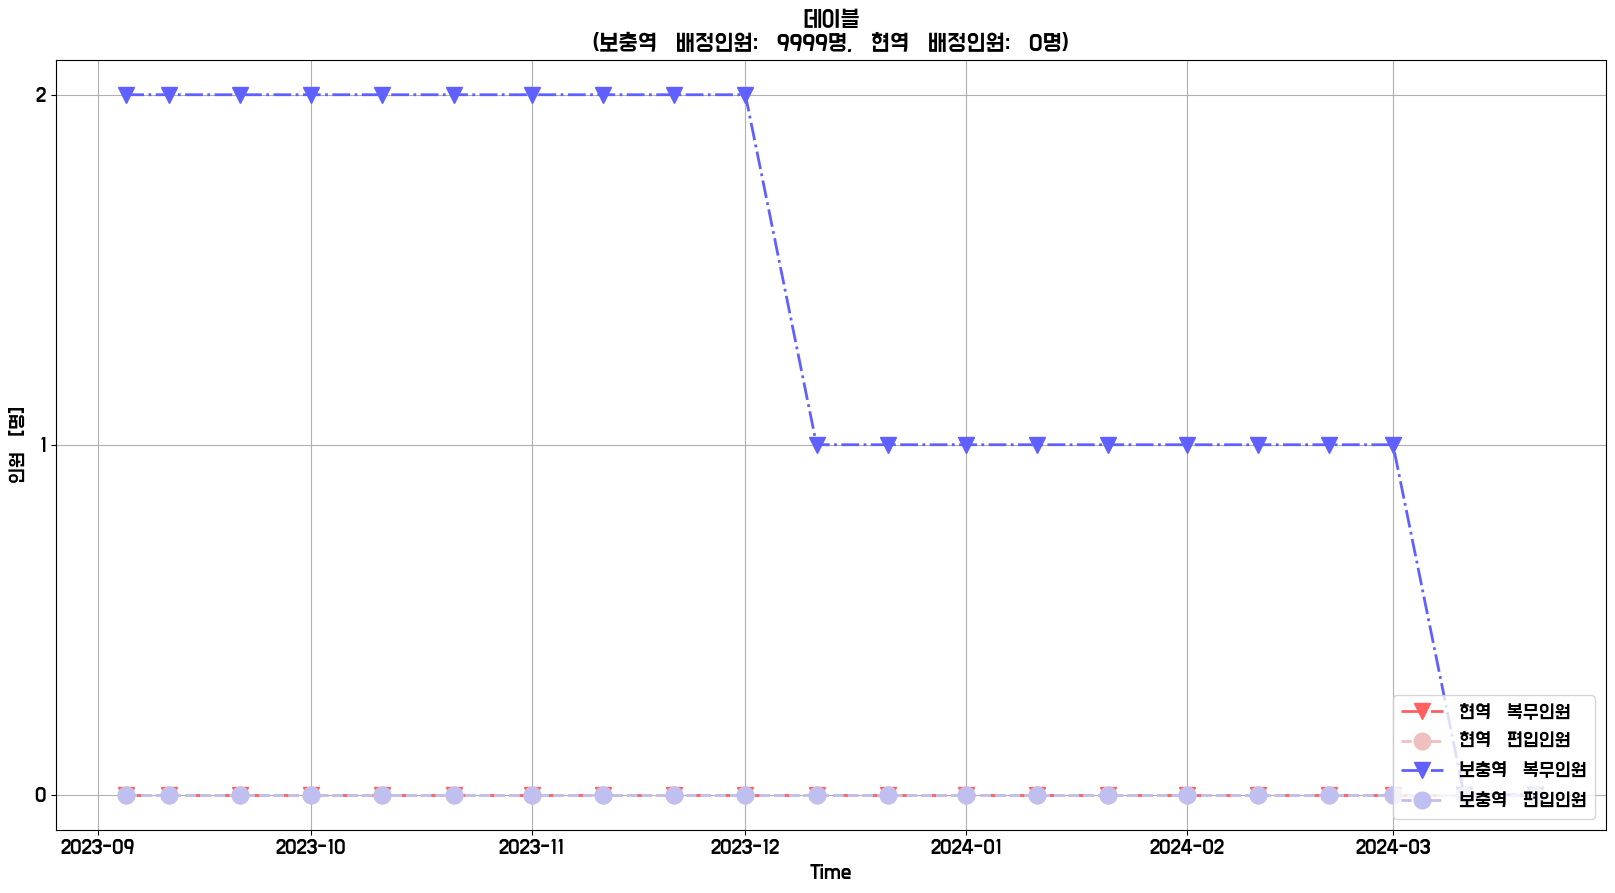 데이블
(보충역 배정인원: 9999명, 현역 배정인원: 0명)
인원 [명]
2
1
0
현역 복무인원
현역 편입인원
보충역 복무인원
보충역 편입인원
2023-09 2023-10 2023-11 2023-12 2024-01 2024-02 2024-03
Time